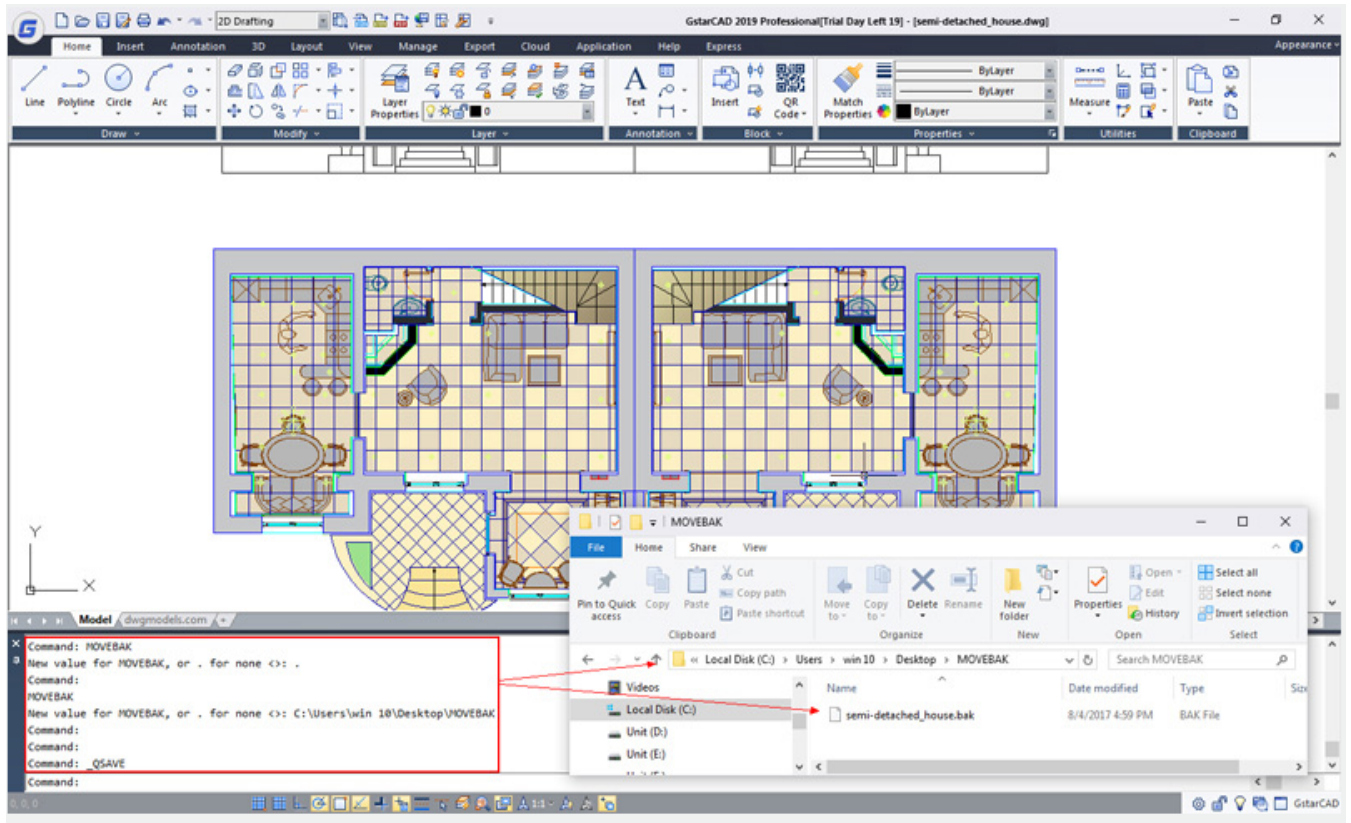 2D Drafting
GstarCAD 2019 Professional[Trial Day Left 19] - [semi-detached_house.dwg]
Home Insert Annotation 3D Layout View Manage Export Cloud Application Help Express Appearance
Line Polyline Circle Arc
Layer Properties
0
Text
Insert
QR Code
Match Properties
ByLayer
ByLayer
ByLayer
Measure
Paste
Draw Modify Layer Annotation Block Properties Utilities Clipboard
Y
X
Model dwgmodels.com +
Command: MOVEBAK
New value for MOVEBAK, or . for none <>: .
Command:
MOVEBAK
New value for MOVEBAK, or . for none <>: C:\Users\win 10\Desktop\MOVEBAK
Command:
Command:
Command: _QSAVE
Command:
0, 0, 0
1:1
GstarCAD
MOVEBAK
File Home Share View
Pin to Quick access
Copy
Paste
Cut
Copy path
Paste shortcut
Move to
Copy to
Delete
Rename
New folder
Properties
Open
Edit
History
Select all
Select none
Invert selection
Clipboard Organize New Open Select
« Local Disk (C:) > Users > win 10 > Desktop > MOVEBAK
Search MOVEBAK
Videos
Local Disk (C:)
Unit (D:)
Unit (E:)
Name Date modified Type
semi-detached_house.bak 8/4/2017 4:59 PM BAK File